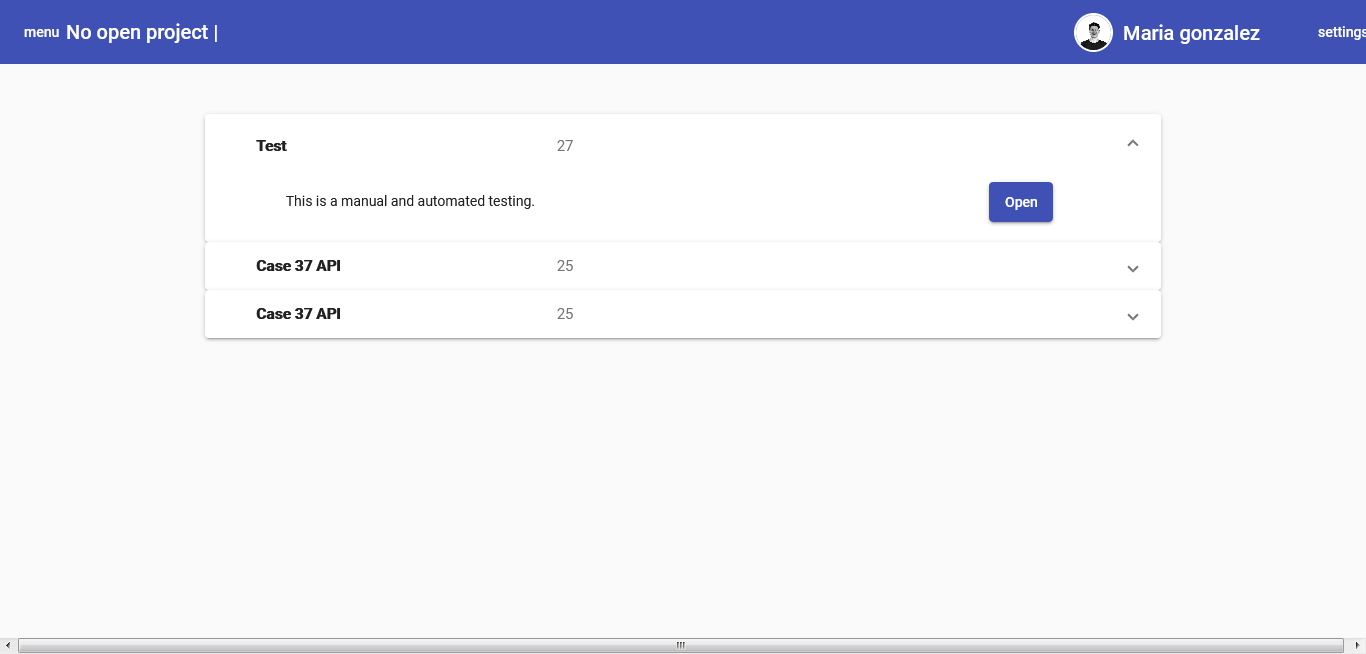 menu No open project | Maria gonzalez settings
Test 27
This is a manual and automated testing. Open
Case 37 API 25
Case 37 API 25